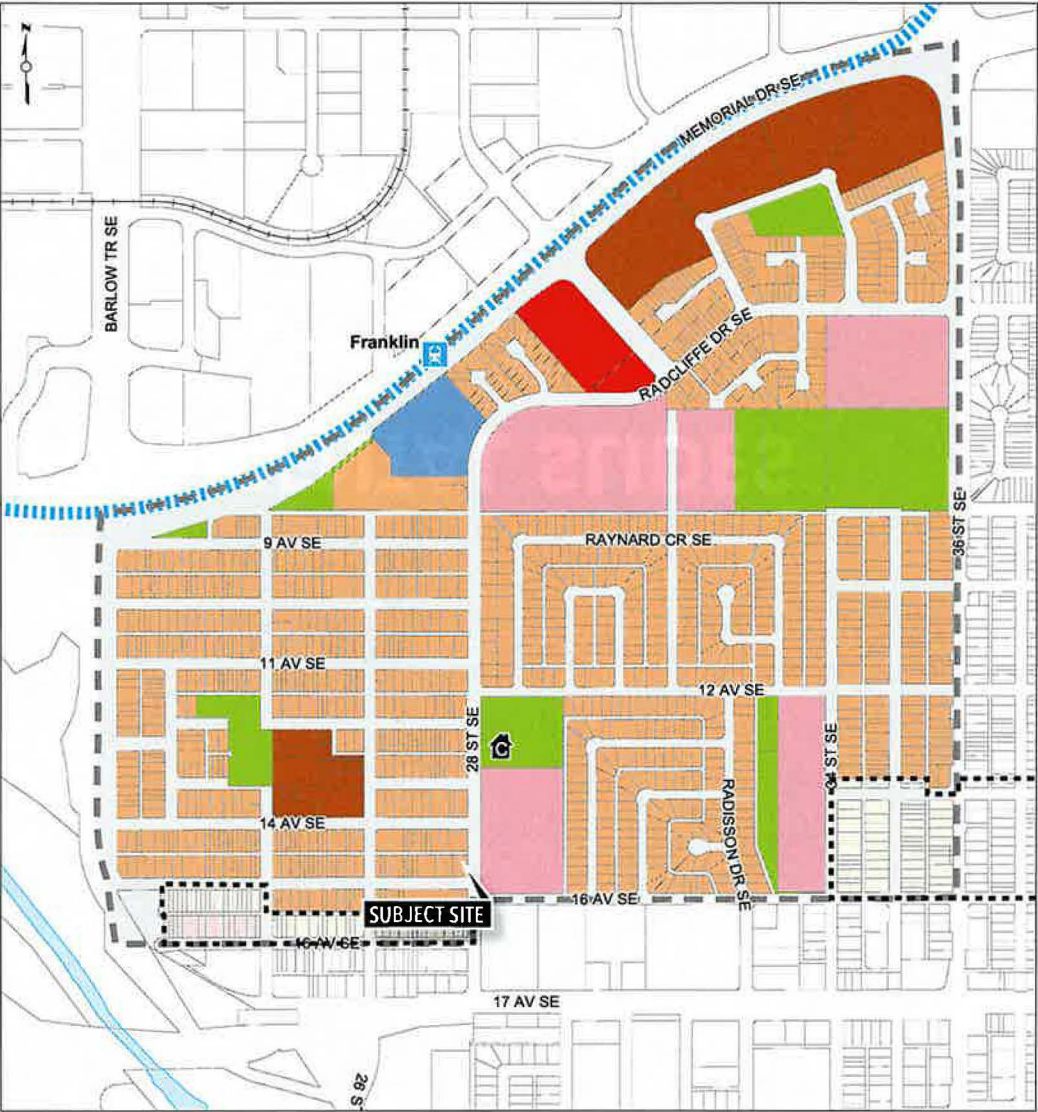 N
MEMORIAL DR SE
BARLOW TR SE
Franklin
RADCLIFFE DR SE
36 ST SE
9 AV SE
RAYNARD CR SE
11 AV SE
12 AV SE
28 ST SE
C
34 ST SE
RADISSON DR SE
14 AV SE
16 AV SE
SUBJECT SITE
16 AV SE
17 AV SE
26 S